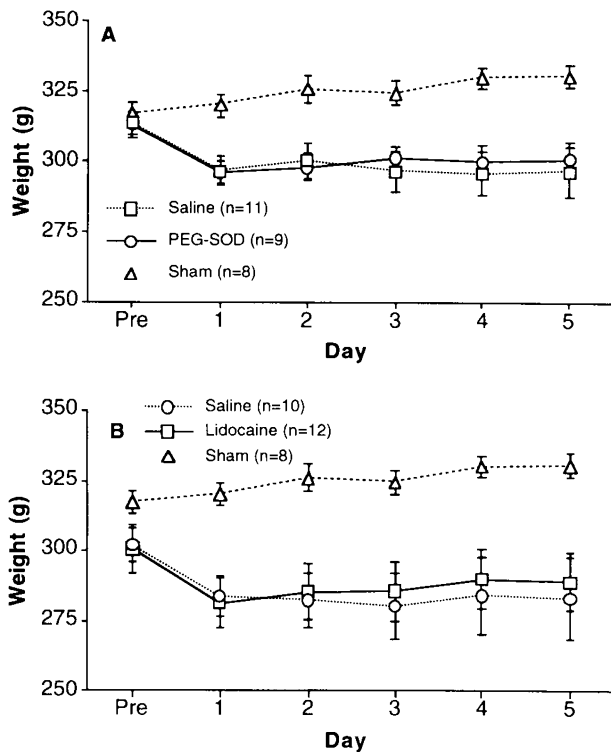 A
350
325
300
275
250
Weight (g)
Saline (n=11)
PEG-SOD (n=9)
Sham (n=8)
Pre 1 2 3 4 5
Day
B
350
325
300
275
250
Weight (g)
Saline (n=10)
Lidocaine (n=12)
Sham (n=8)
Pre 1 2 3 4 5
Day